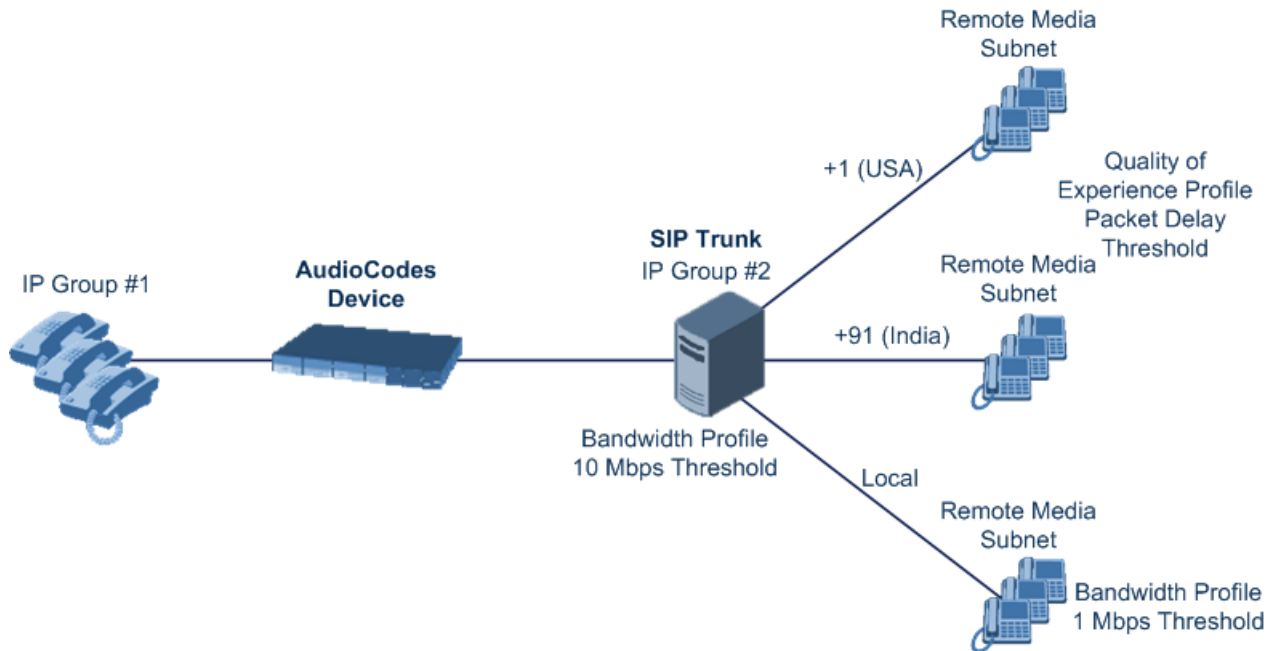 IP Group #1
AudioCodes
Device
SIP Trunk
IP Group #2
Bandwidth Profile
10 Mbps Threshold
+1 (USA)
Remote Media
Subnet
Quality of
Experience Profile
Packet Delay
Threshold
+91 (India)
Remote Media
Subnet
Local
Remote Media
Subnet
Bandwidth Profile
1 Mbps Threshold